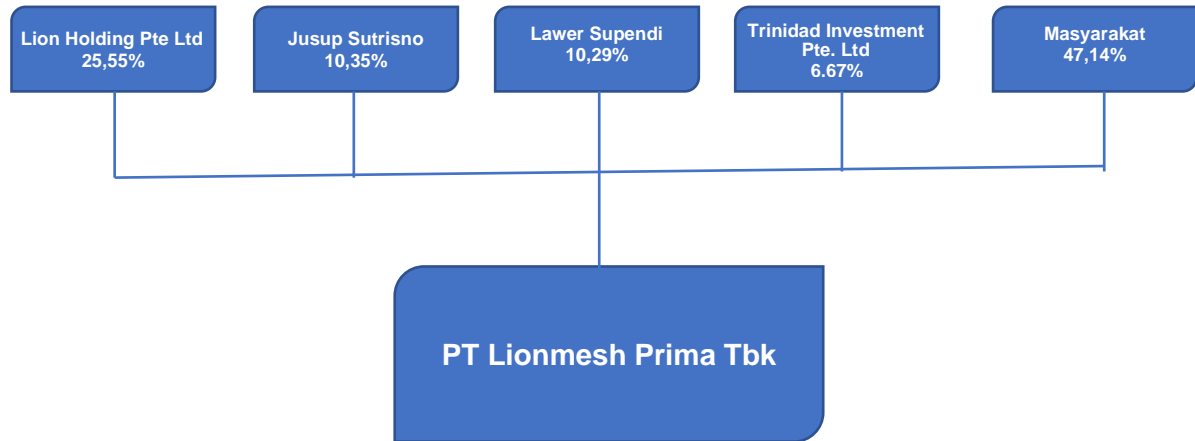 Lion Holding Pte Ltd
25,55%
Jusup Sutrisno
10,35%
Lawer Supendi
10,29%
Trinidad Investment
Pte. Ltd
6.67%
Masyarakat
47,14%
PT Lionmesh Prima Tbk